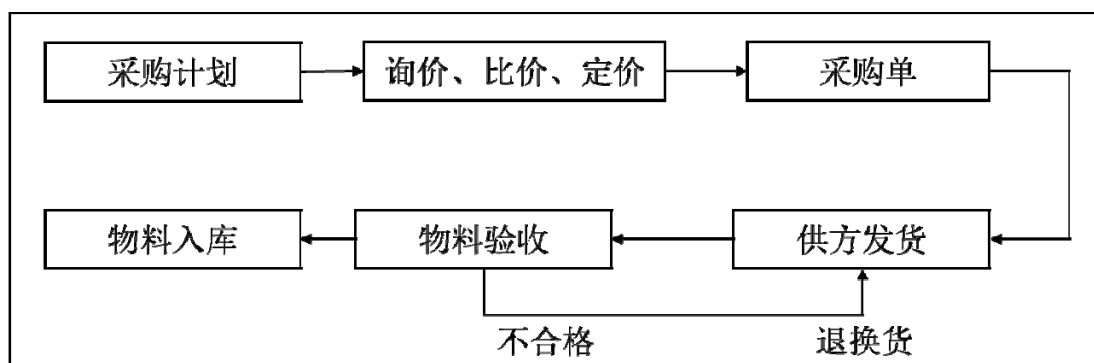 采购计划
询价、比价、定价
采购单
物料入库
物料验收
供方发货
不合格
退换货